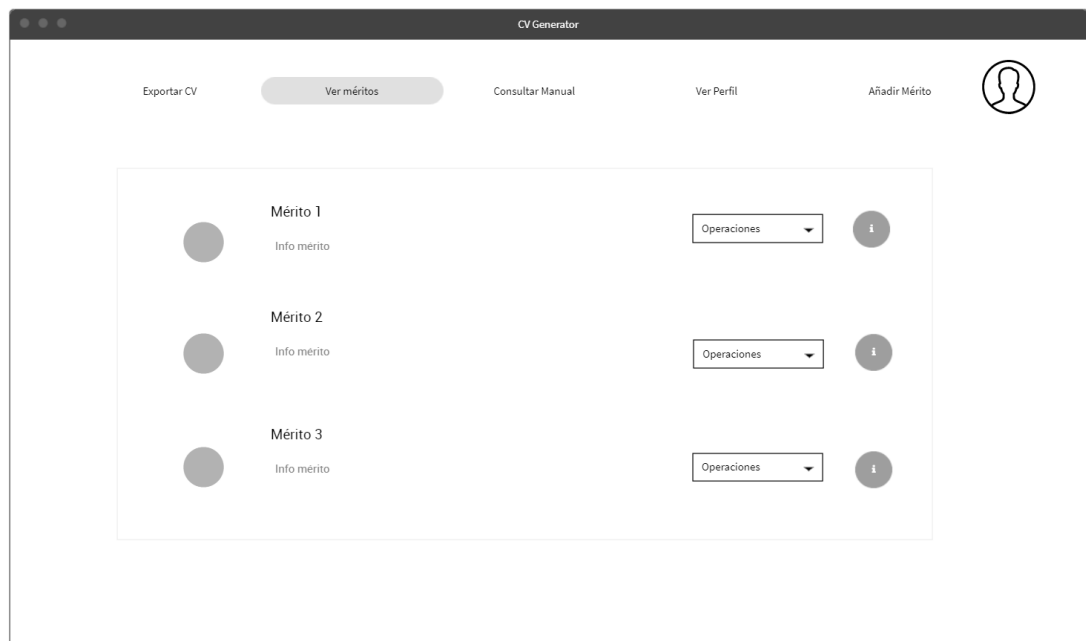 CV Generator
Exportar CV
Ver méritos
Consultar Manual
Ver Perfil
Añadir Mérito
Mérito 1
Info mérito
Operaciones
i
Mérito 2
Info mérito
Operaciones
i
Mérito 3
Info mérito
Operaciones
i